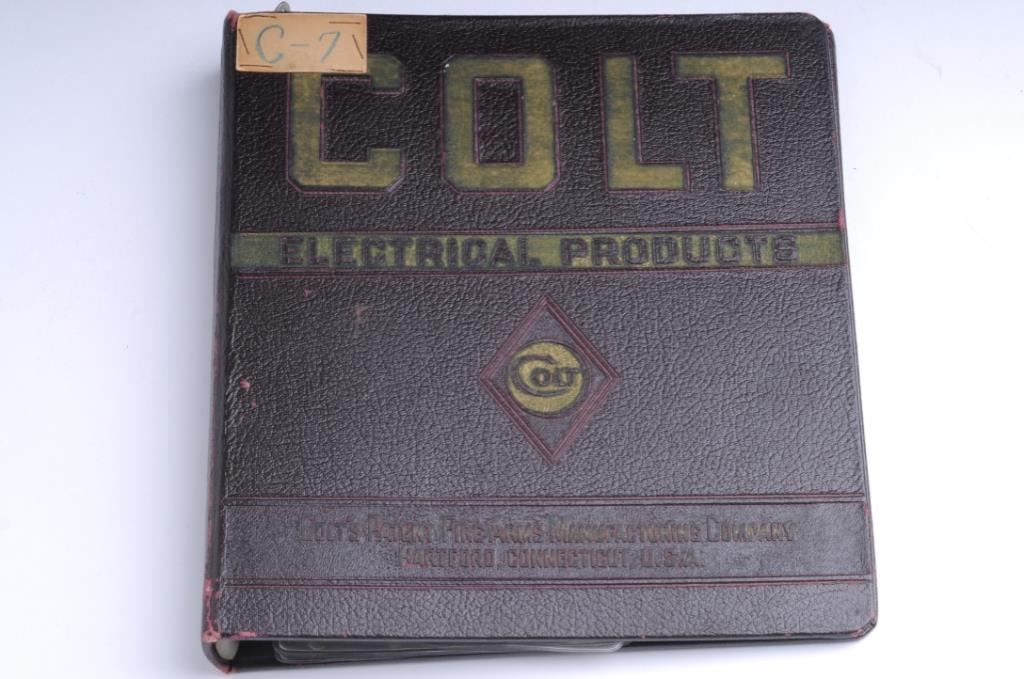 C-7
COLT
ELECTRICAL PRODUCTS
COLT
COLT'S PATENT FIRE ARMS MANUFACTURING COMPANY
HARTFORD, CONNECTICUT, U.S.A.